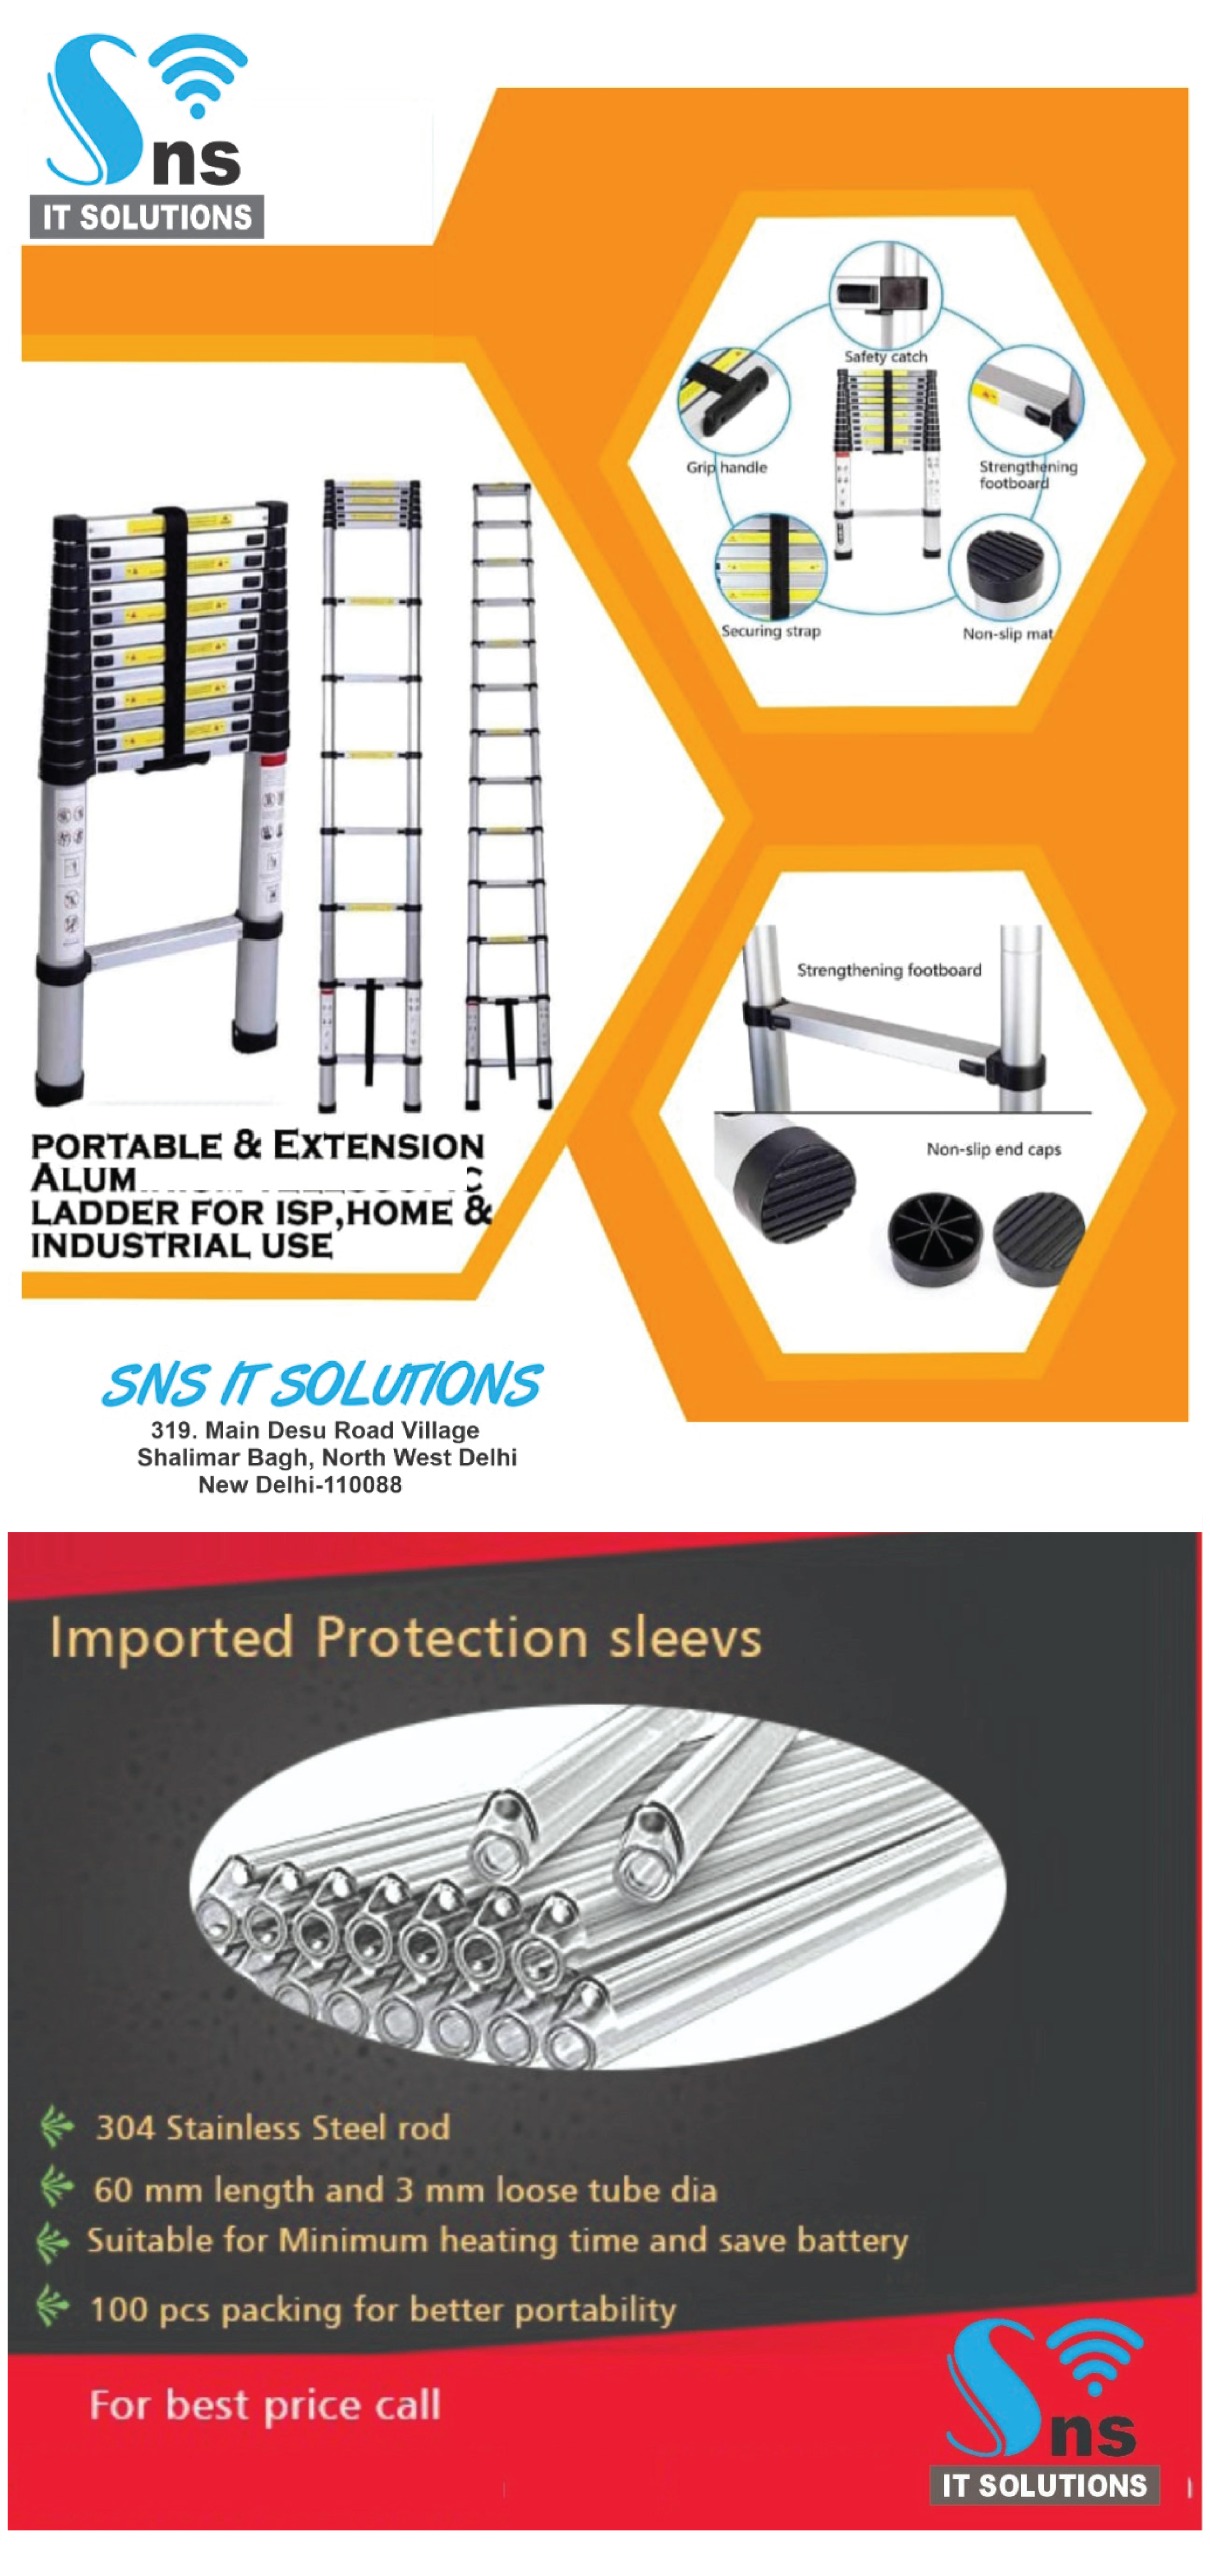 Sns
IT SOLUTIONS
Safety catch
Grip handle
Strengthening
footboard
Securing strap
Non-slip mat
Strengthening footboard
Non-slip end caps
PORTABLE & EXTENSION
LADDER FOR ISP,HOME &
INDUSTRIAL USE
SNS IT SOLUTIONS
319. Main Desu Road Village
Shalimar Bagh, North West Delhi
New Delhi-110088
Imported Protection sleevs
304 Stainless Steel rod
60 mm length and 3 mm loose tube dia
Suitable for Minimum heating time and save battery
100 pcs packing for better portability
For best price call
Sns
IT SOLUTIONS